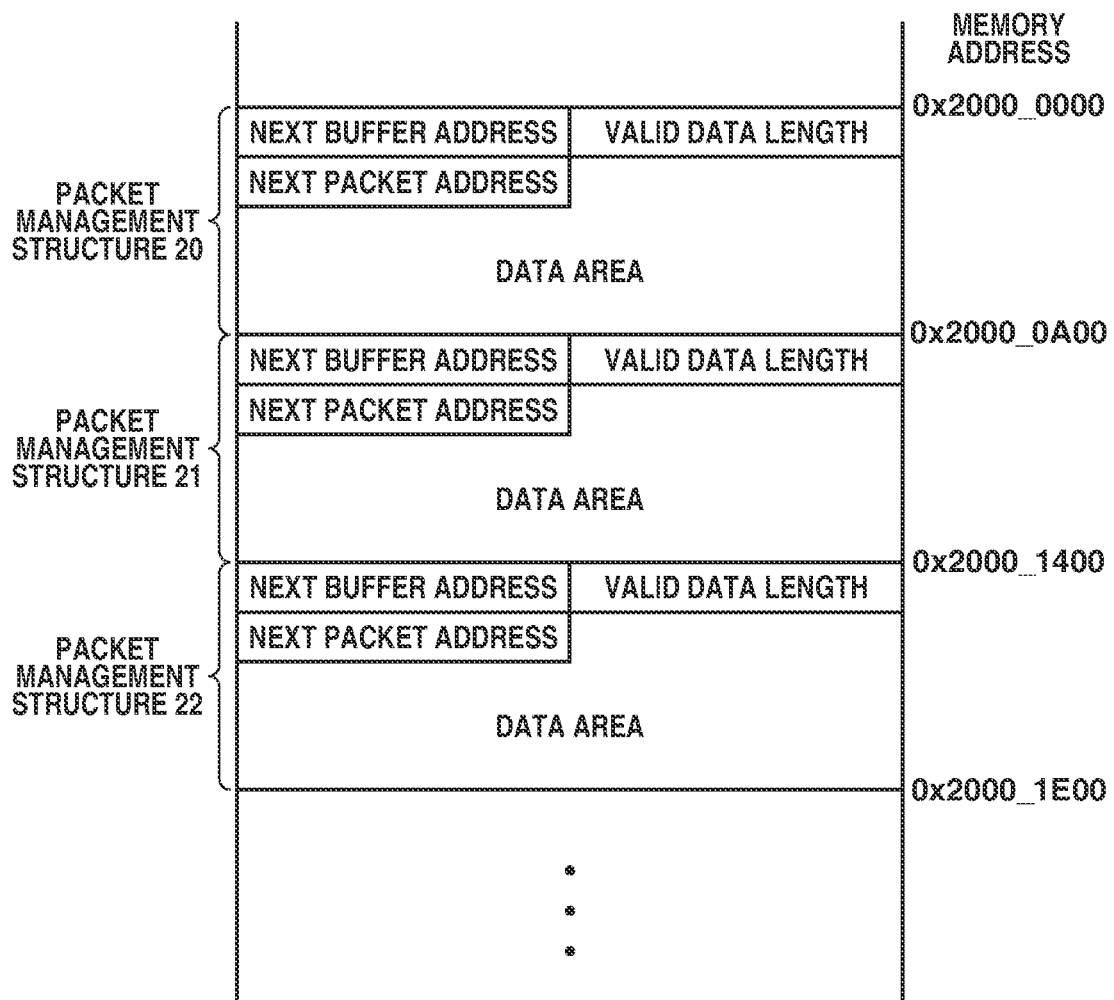 MEMORY
ADDRESS
0x2000_0000
NEXT BUFFER ADDRESS
VALID DATA LENGTH
NEXT PACKET ADDRESS
PACKET
MANAGEMENT
STRUCTURE 20
DATA AREA
0x2000_0A00
NEXT BUFFER ADDRESS
VALID DATA LENGTH
NEXT PACKET ADDRESS
PACKET
MANAGEMENT
STRUCTURE 21
DATA AREA
0x2000_1400
NEXT BUFFER ADDRESS
VALID DATA LENGTH
NEXT PACKET ADDRESS
PACKET
MANAGEMENT
STRUCTURE 22
DATA AREA
0x2000_1E00